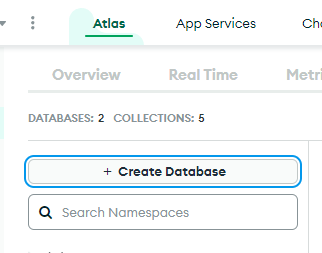 Atlas App Services
Overview Real Time
DATABASES: 2 COLLECTIONS: 5
+ Create Database
Search Namespaces